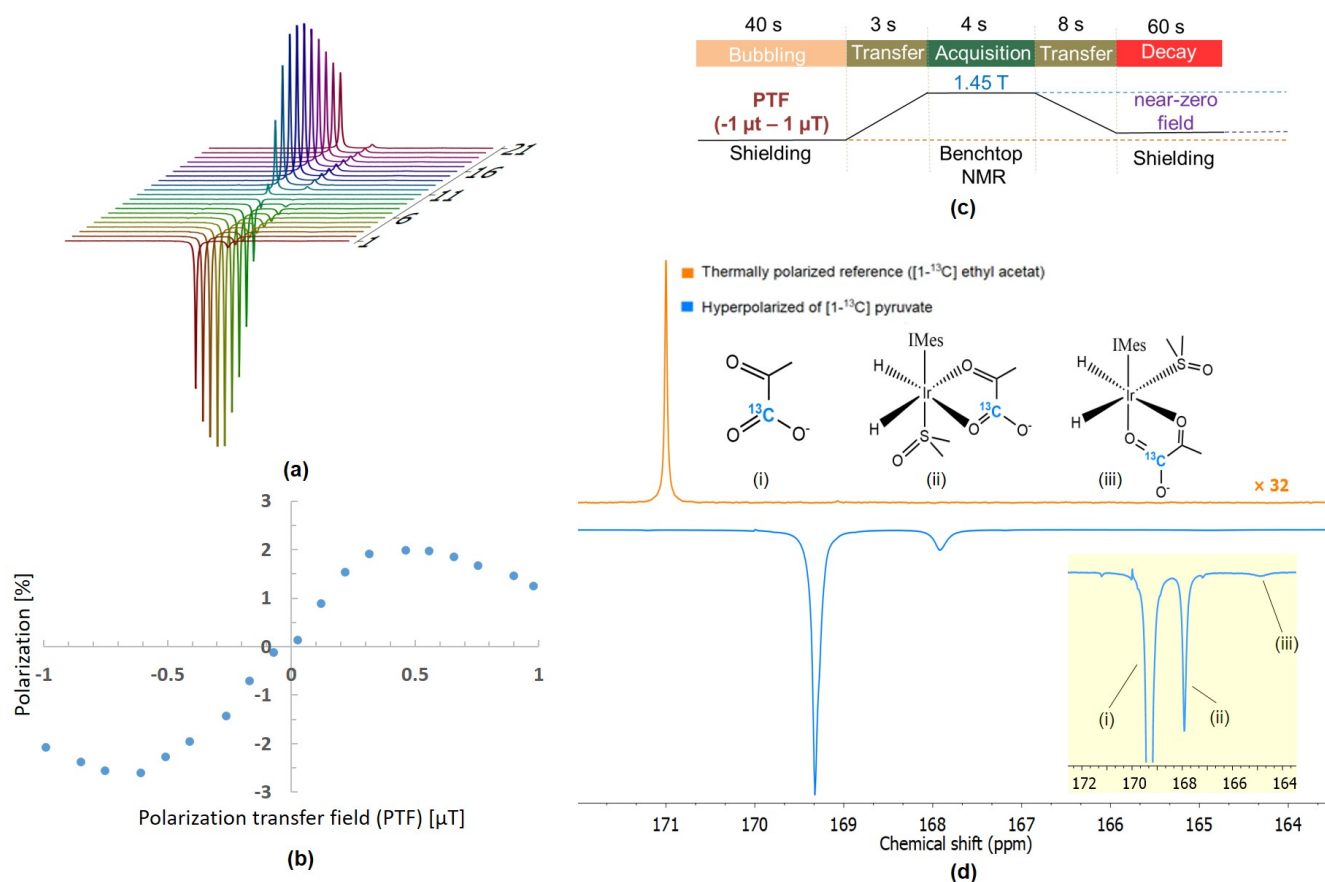 21
16
11
6
1
(a)
3
2
1
0
-1
-2
-3
-1
-0.5
0
0.5
1
Polarization [%]
Polarization transfer field (PTF) [µT]
(b)
40 s
3 s
4 s
8 s
60 s
Bubbling
Transfer
Acquisition
Transfer
Decay
1.45 T
PTF
(-1 µt – 1 µT)
near-zero
field
Shielding
Benchtop
NMR
Shielding
(c)
Thermally polarized reference ([1-¹³C] ethyl acetat)
Hyperpolarized of [1-¹³C] pyruvate
O
¹³C
O
O⁻
(i)
IMes
H
Ir
H
O
O
¹³C
O⁻
S
O
(ii)
IMes
H
Ir
H
S=O
O
O
¹³C
O⁻
(iii)
× 32
(i)
(ii)
(iii)
172
170
168
166
164
171
170
169
168
167
166
165
164
Chemical shift (ppm)
(d)